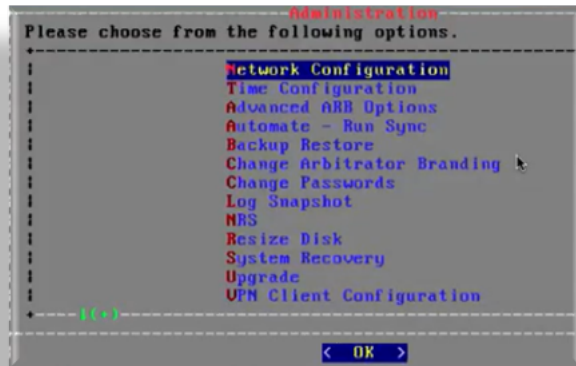 Administration
Please choose from the following options.
Network Configuration
Time Configuration
Advanced ARB Options
Automate - Run Sync
Backup Restore
Change Arbitrator Branding
Change Passwords
Log Snapshot
NRS
Resize Disk
System Recovery
Upgrade
VPN Client Configuration
↓(+)
< OK >